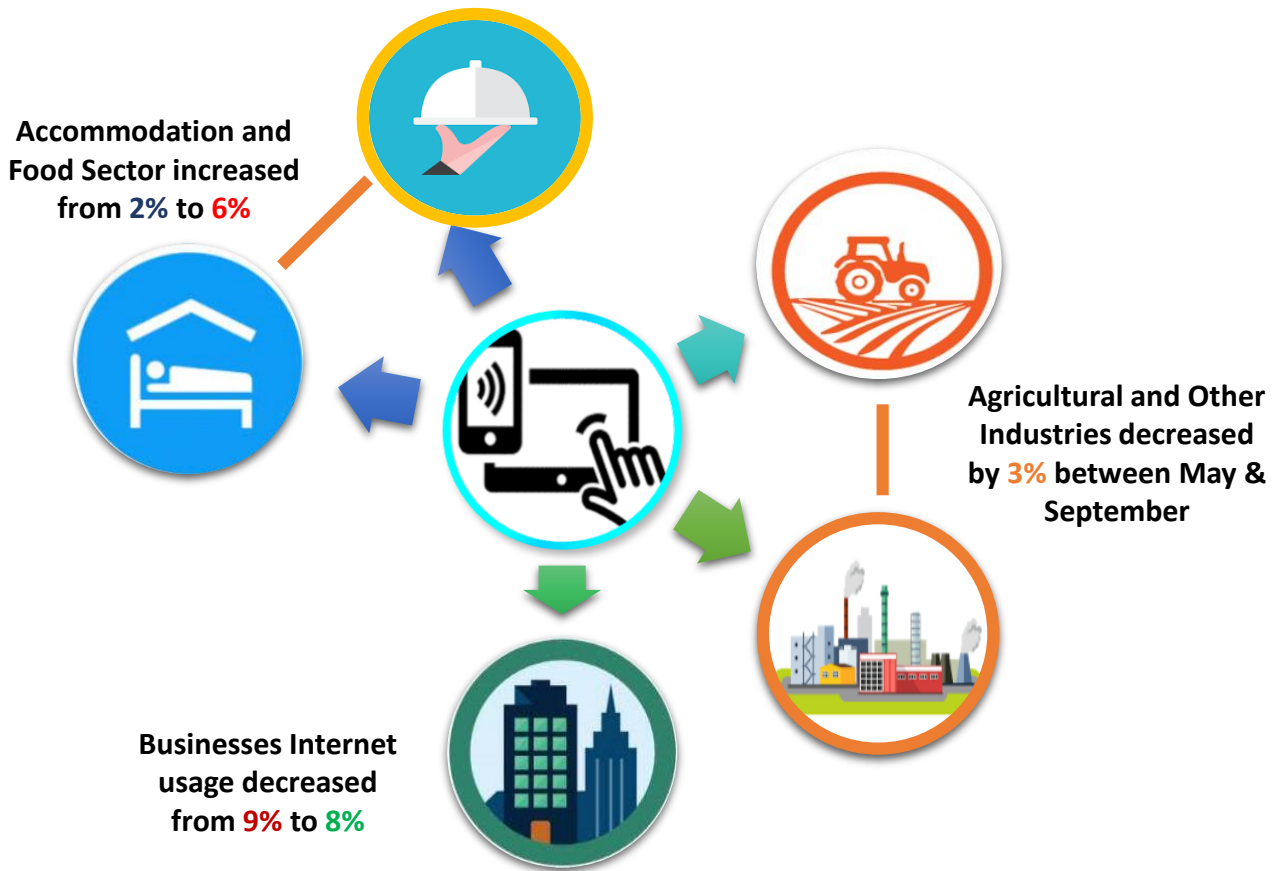 Accommodation and
Food Sector increased
from 2% to 6%
Agricultural and Other
Industries decreased
by 3% between May &
September
Businesses Internet
usage decreased
from 9% to 8%